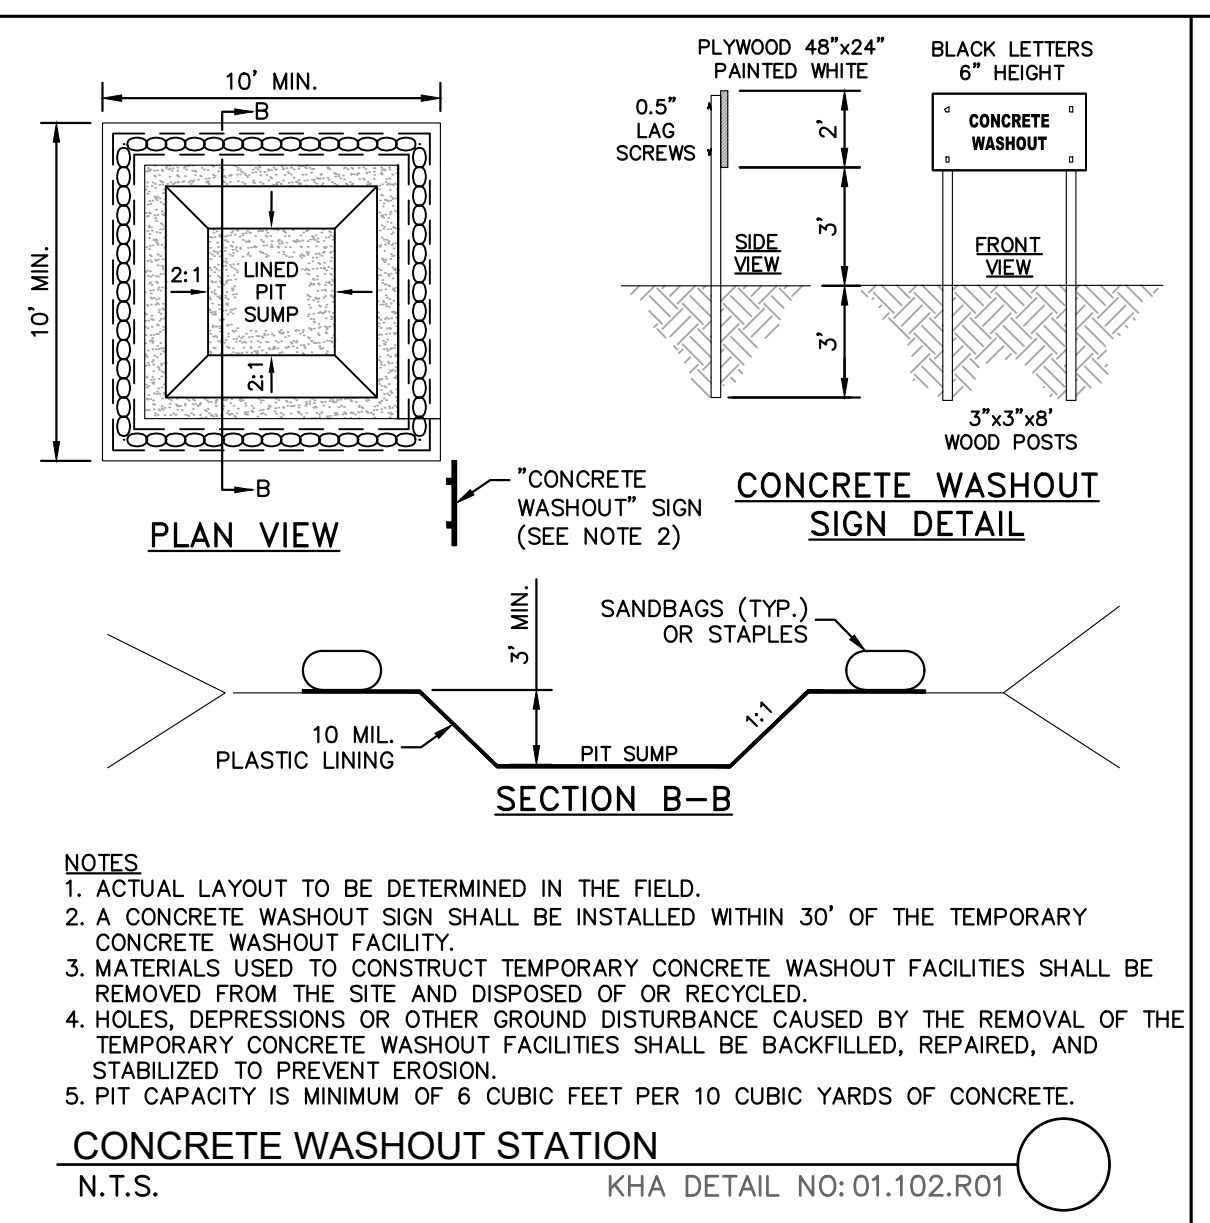 10' MIN.
B
10' MIN.
2:1
LINED
PIT
SUMP
2:1
B
PLAN VIEW
"CONCRETE
WASHOUT" SIGN
(SEE NOTE 2)
PLYWOOD 48"x24"
PAINTED WHITE
0.5"
LAG
SCREWS
2'
3'
3'
SIDE
VIEW
BLACK LETTERS
6" HEIGHT
CONCRETE
WASHOUT
FRONT
VIEW
3"x3"x8'
WOOD POSTS
CONCRETE WASHOUT
SIGN DETAIL
3' MIN.
SANDBAGS (TYP.)
OR STAPLES
10 MIL.
PLASTIC LINING
PIT SUMP
1:1
SECTION B-B
NOTES
1. ACTUAL LAYOUT TO BE DETERMINED IN THE FIELD.
2. A CONCRETE WASHOUT SIGN SHALL BE INSTALLED WITHIN 30' OF THE TEMPORARY
CONCRETE WASHOUT FACILITY.
3. MATERIALS USED TO CONSTRUCT TEMPORARY CONCRETE WASHOUT FACILITIES SHALL BE
REMOVED FROM THE SITE AND DISPOSED OF OR RECYCLED.
4. HOLES, DEPRESSIONS OR OTHER GROUND DISTURBANCE CAUSED BY THE REMOVAL OF THE
TEMPORARY CONCRETE WASHOUT FACILITIES SHALL BE BACKFILLED, REPAIRED, AND
STABILIZED TO PREVENT EROSION.
5. PIT CAPACITY IS MINIMUM OF 6 CUBIC FEET PER 10 CUBIC YARDS OF CONCRETE.
CONCRETE WASHOUT STATION
N.T.S.
KHA DETAIL NO: 01.102.R01